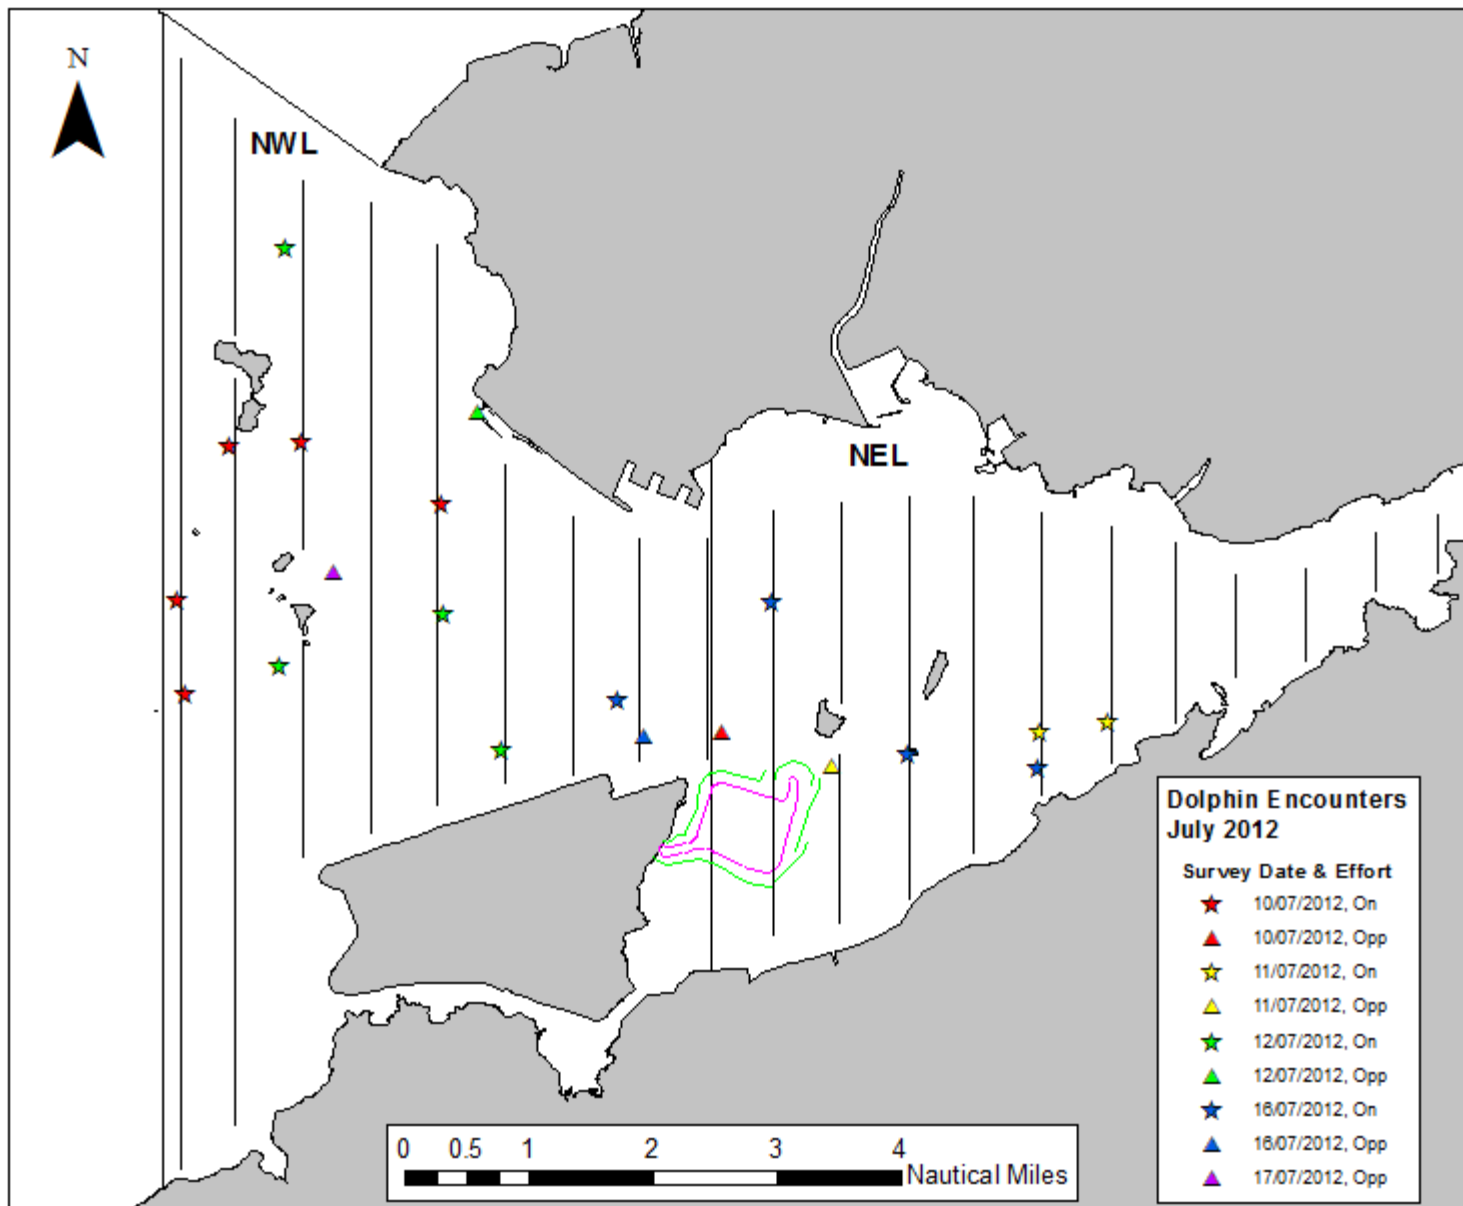 N
NWL
NEL
Dolphin Encounters
July 2012
Survey Date & Effort
10/07/2012, On
10/07/2012, Opp
11/07/2012, On
11/07/2012, Opp
12/07/2012, On
12/07/2012, Opp
16/07/2012, On
16/07/2012, Opp
17/07/2012, Opp
0 0.5 1 2 3 4
Nautical Miles